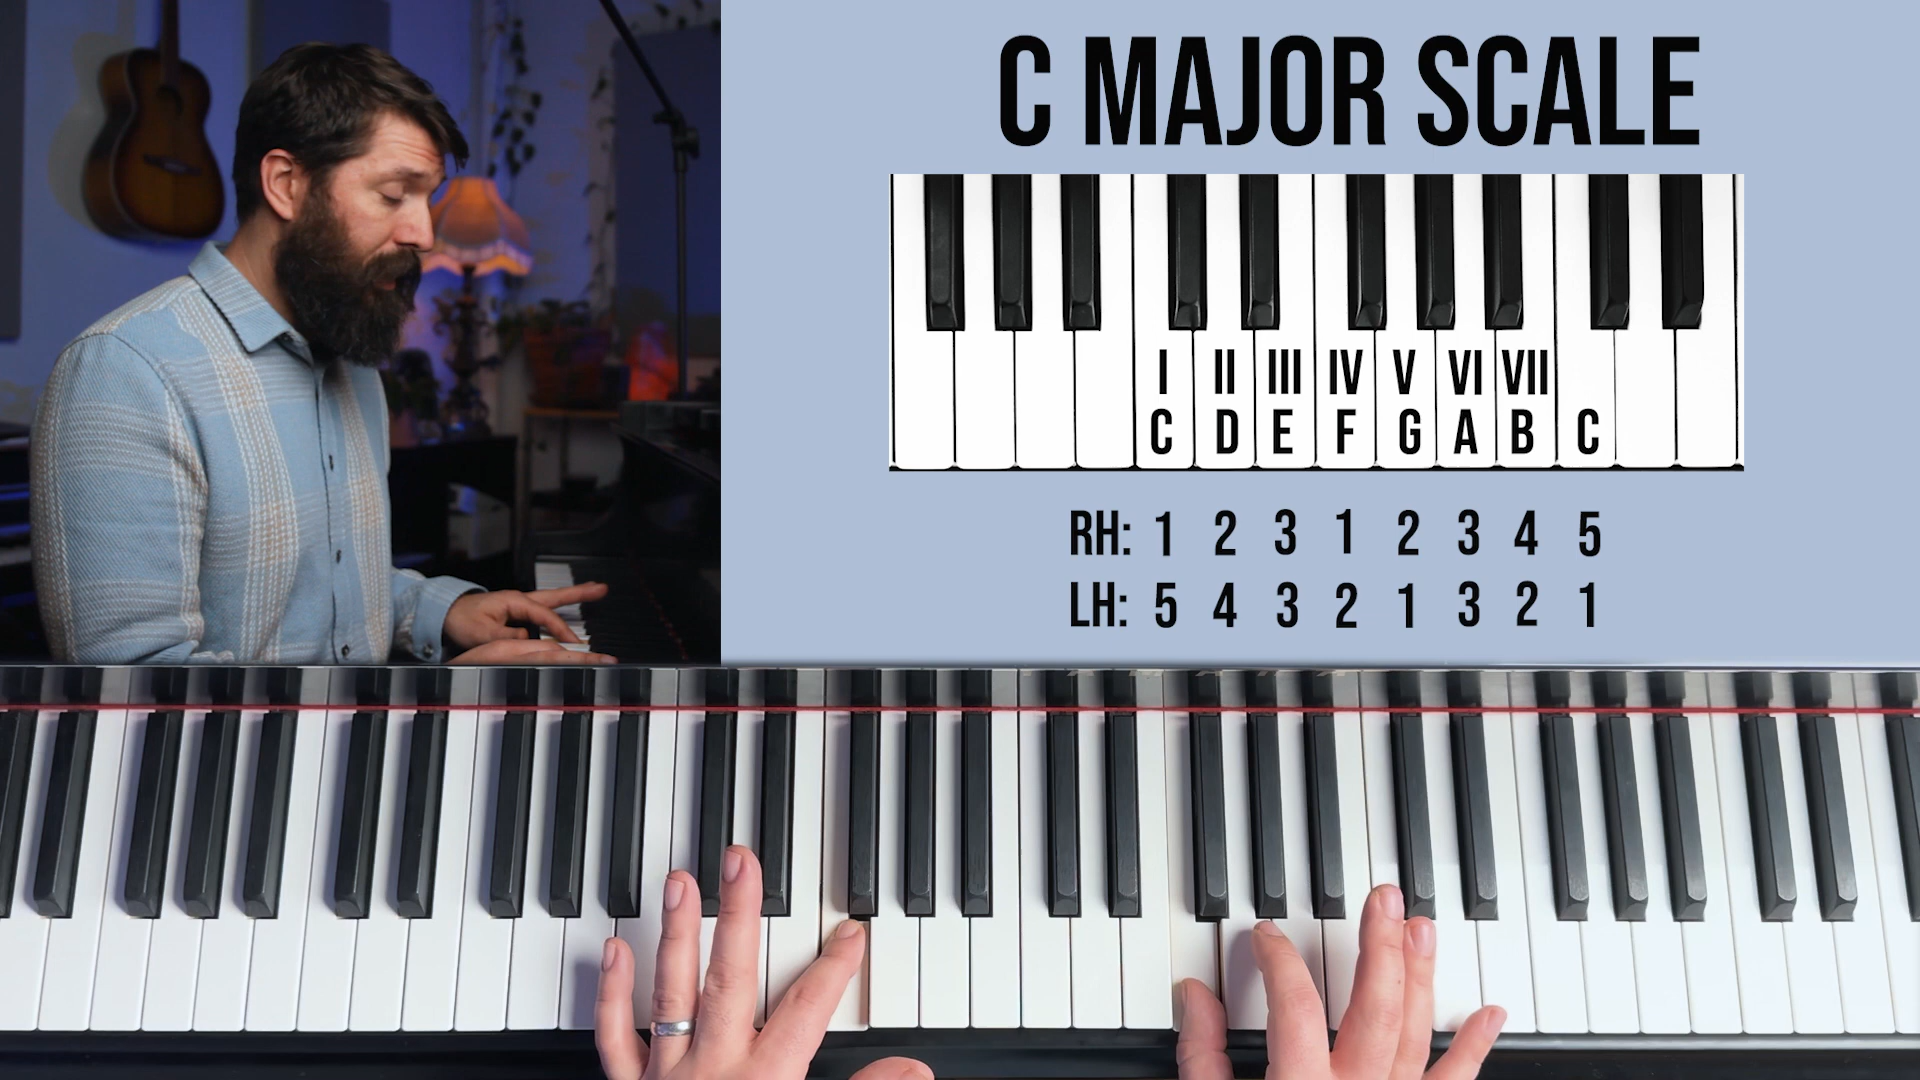 C MAJOR SCALE
I II III IV V VI VII
C D E F G A B C
RH: 1 2 3 1 2 3 4 5
LH: 5 4 3 2 1 3 2 1